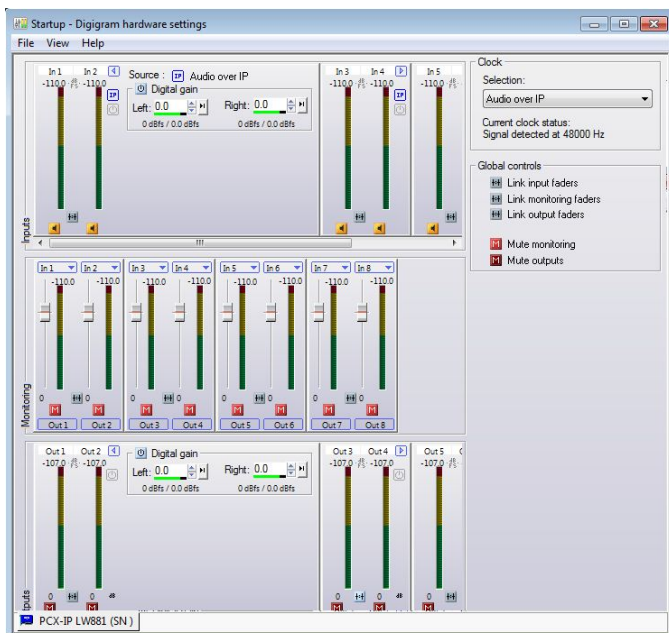 Startup - Digigram hardware settings
File View Help
In 1 In 2 Source : IP Audio over IP In 3 In 4 In 5
-110.0 -110.0 Digital gain -110.0 -110.0 -110.0
IP IP
Left: 0.0 Right: 0.0
0 dBfs / 0.0 dBfs 0 dBfs / 0.0 dBfs
Inputs
In 1 In 2 In 3 In 4 In 5 In 6 In 7 In 8
-110.0 -110.0 -110.0 -110.0 -110.0 -110.0 -110.0 -110.0
0 0 0 0 0 0 0 0
M M M M M M M M
Monitoring
Out 1 Out 2 Out 3 Out 4 Out 5 Out 6 Out 7 Out 8
Out 1 Out 2 Digital gain Out 3 Out 4 Out 5
-107.0 -107.0 -107.0 -107.0 -107.0
Left: 0.0 Right: 0.0
0 dBfs / 0.0 dBfs 0 dBfs / 0.0 dBfs
0 0 0 0 0
M M M M M
PCX-IP LW881 (SN )
Clock
Selection:
Audio over IP
Current clock status:
Signal detected at 48000 Hz
Global controls
Link input faders
Link monitoring faders
Link output faders
M Mute monitoring
M Mute outputs